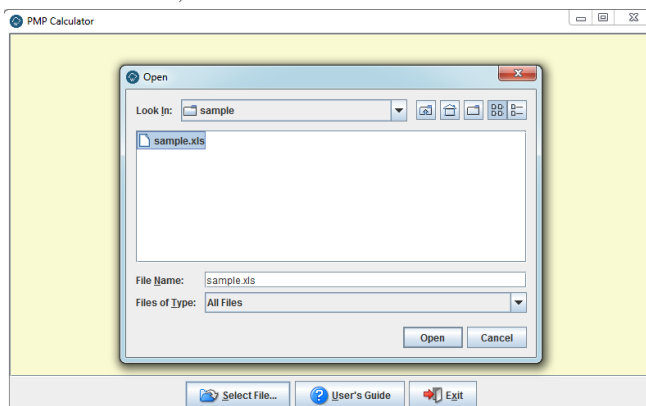 PMP Calculator
Open
Look In: sample
sample.xls
File Name: sample.xls
Files of Type: All Files
Open Cancel
Select File... User's Guide Exit